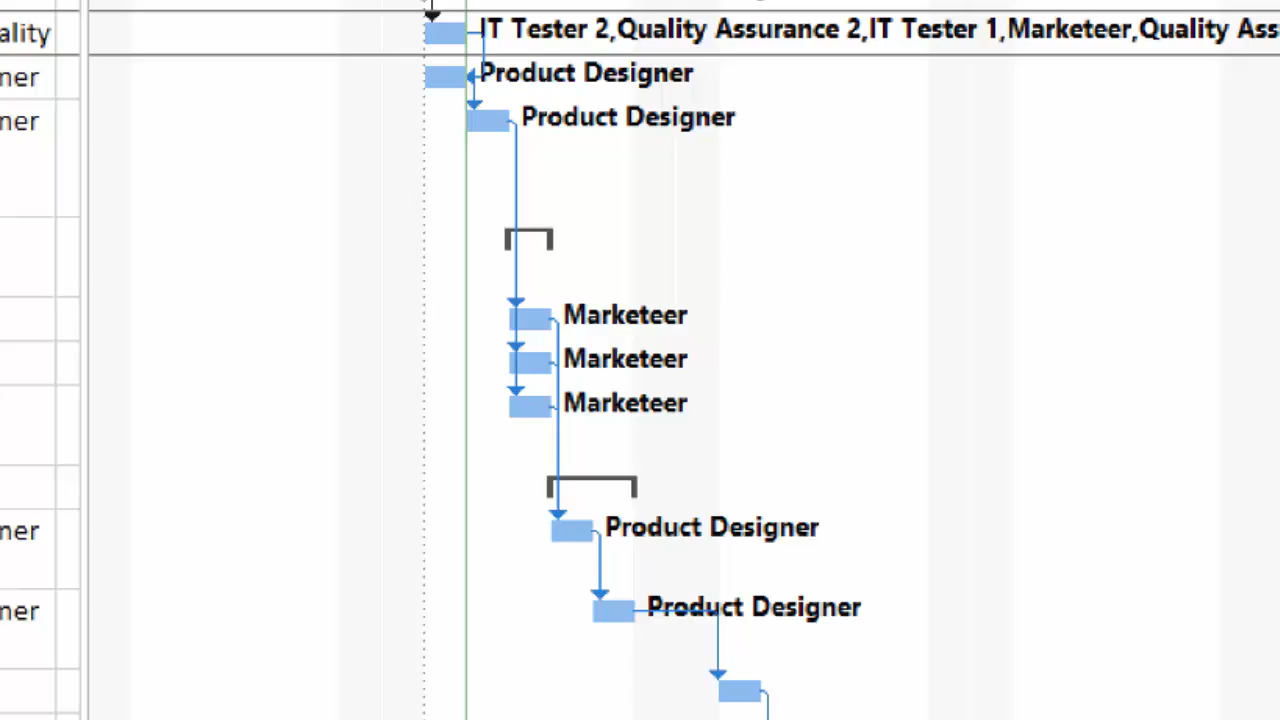 ality IT Tester 2,Quality Assurance 2,IT Tester 1,Marketeer,Quality Ass
ner Product Designer
ner Product Designer
Marketeer
Marketeer
Marketeer
ner Product Designer
ner Product Designer